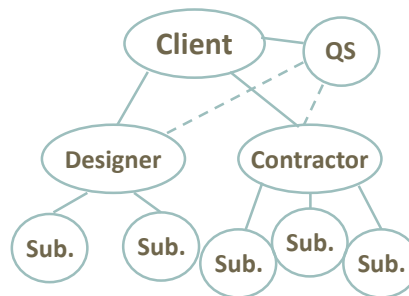 Client
QS
Designer
Contractor
Sub.
Sub.
Sub.
Sub.
Sub.